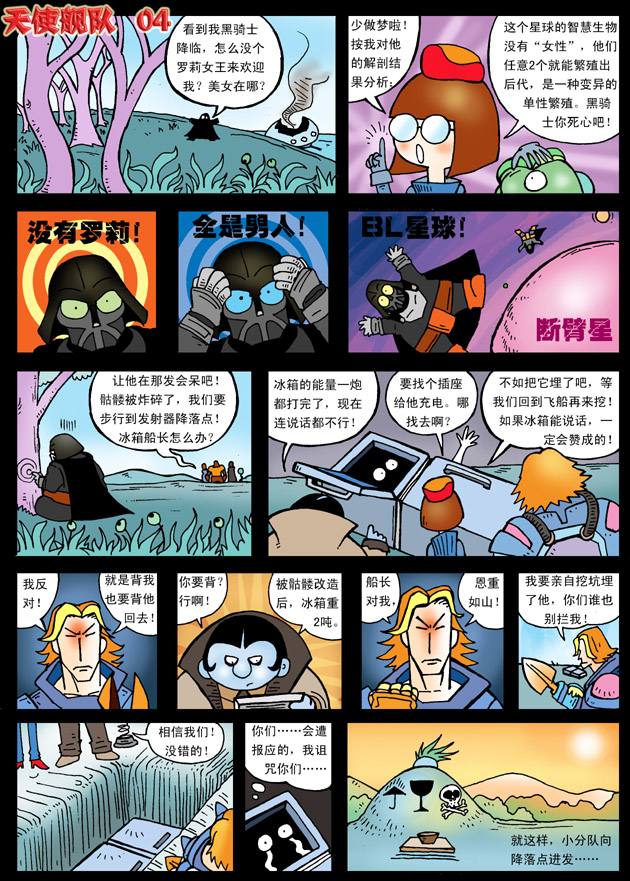 天使舰队 04
看到我黑骑士
降临，怎么没个
罗莉女王来欢迎
我？美女在哪？
少做梦啦！
按我对他
的解剖结
果分析：
这个星球的智慧生物
没有“女性”，他们
任意2个就能繁殖出
后代，是一种变异的
单性繁殖。黑骑
士你死心吧！
没有罗莉！
全是男人！
BL星球！
断臂星
让他在那发会呆吧！
骷髅被炸碎了，我们要
步行到发射器降落点！
冰箱船长怎么办？
冰箱的能量一炮
都打完了，现在
连说话都不行！
要找个插座
给他充电。哪
找去啊？
不如把它埋了吧，等
我们回到飞船再来挖！
如果冰箱能说话，一
定会赞成的！
我反
对！
就是背我
也要背他
回去！
你要背？
行啊！
被骷髅改造
后，冰箱重
2吨。
船长
对我，
恩重
如山！
我要亲自挖坑埋
了他，你们谁也
别拦我！
相信我们！
没错的！
你们……会遭
报应的，我诅
咒你们……
就这样，小分队向
降落点进发……